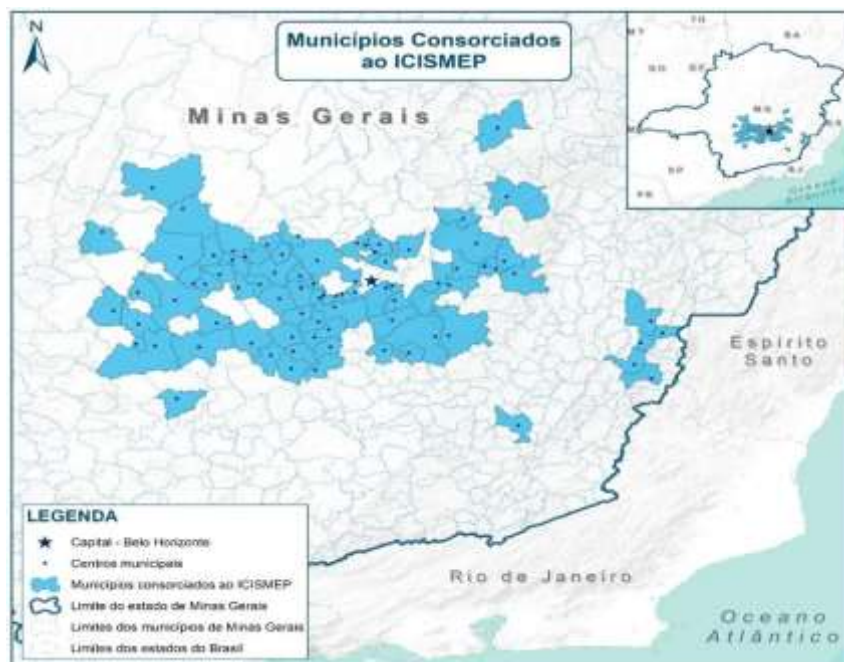 N
Municípios Consorciados
ao ICISMEP
Minas Gerais
MG
Espírito
Santo
Rio de Janeiro
Oceano
Atlântico
LEGENDA
Capital - Belo Horizonte
Centros municipais
Municípios consorciados ao ICISMEP
Limite do estado de Minas Gerais
Limites dos municípios de Minas Gerais
Limites dos estados do Brasil